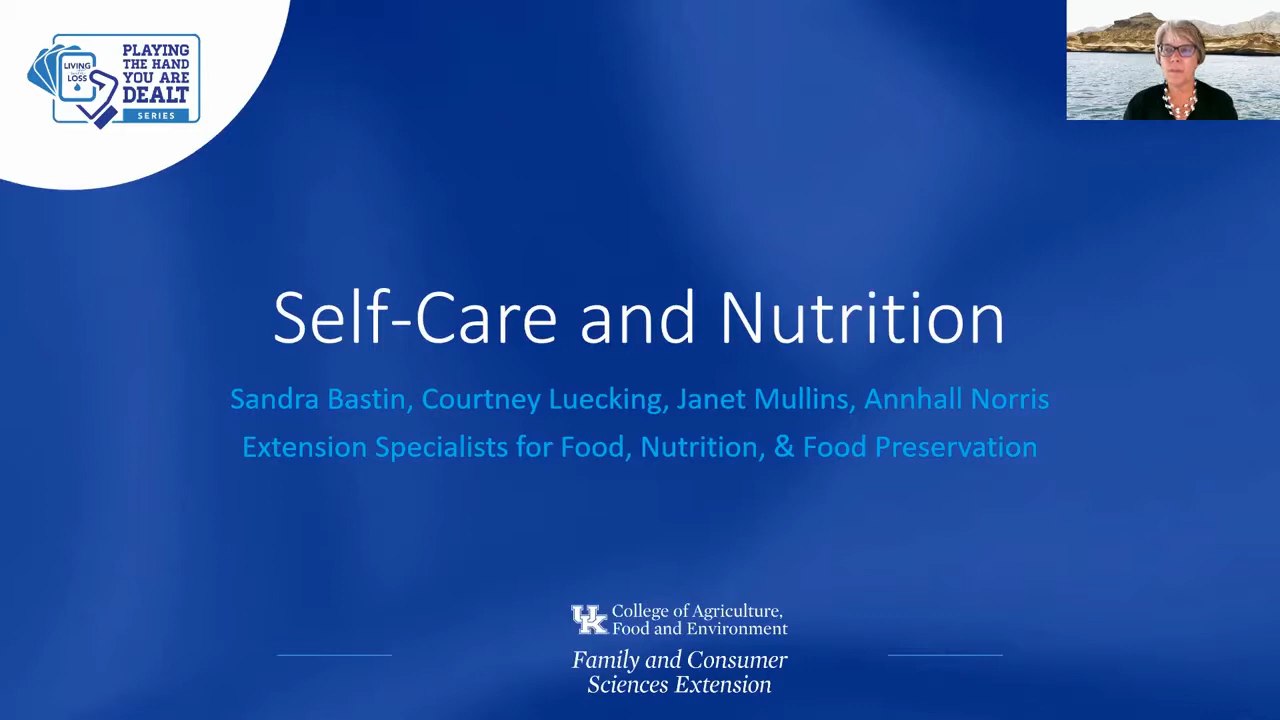 LIVING
LOSS
PLAYING
THE HAND
YOU ARE
DEALT
SERIES
Self-Care and Nutrition
Sandra Bastin, Courtney Luecking, Janet Mullins, Annhall Norris
Extension Specialists for Food, Nutrition, & Food Preservation
UK College of Agriculture,
Food and Environment
Family and Consumer
Sciences Extension